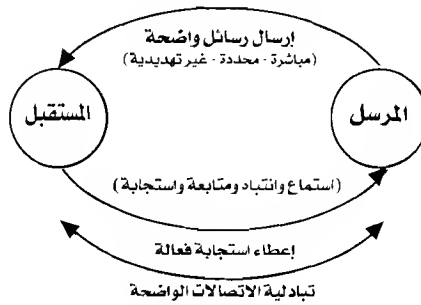 إرسال رسائل واضحة
(مباشرة - محددة - غير تهديدية)
المرسل
المستقبل
(استماع وانتباه ومتابعة واستجابة)
إعطاء استجابة فعالة
تبادلية الاتصالات الواضحة